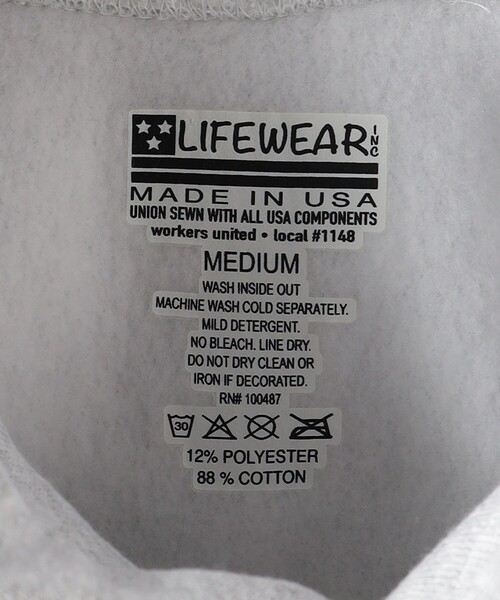 LIFEWEAR INC
MADE IN USA
UNION SEWN WITH ALL USA COMPONENTS
workers united • local #1148
MEDIUM
WASH INSIDE OUT
MACHINE WASH COLD SEPARATELY.
MILD DETERGENT.
NO BLEACH. LINE DRY.
DO NOT DRY CLEAN OR
IRON IF DECORATED.
RN# 100487
30
12% POLYESTER
88 % COTTON